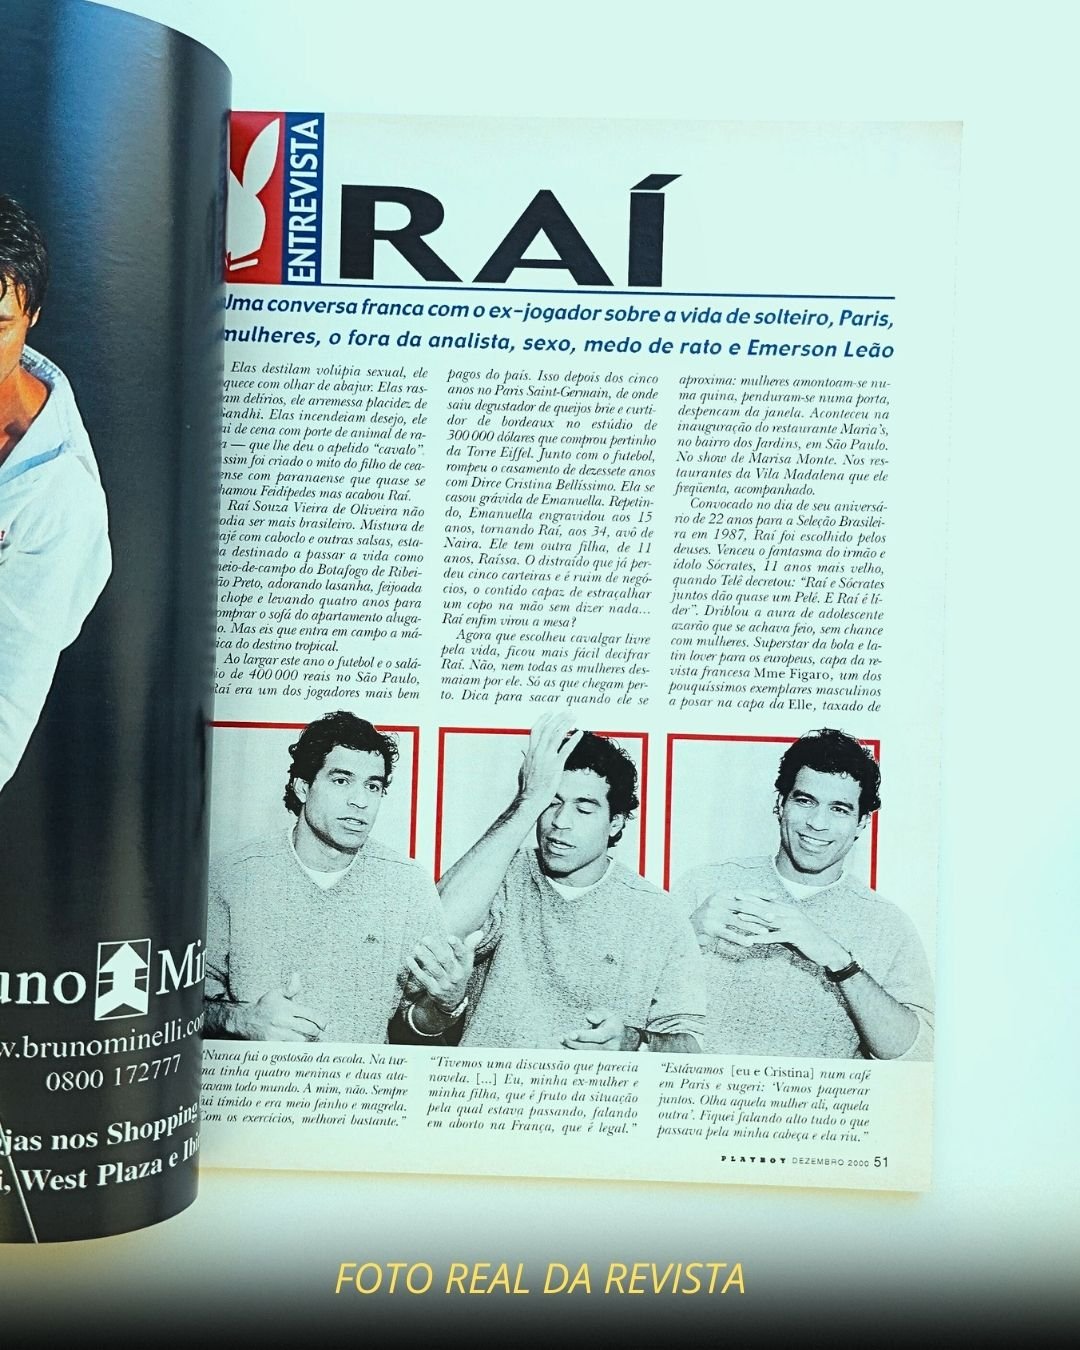 ENTREVISTA
RAÍ
Uma conversa franca com o ex-jogador sobre a vida de solteiro, Paris,
mulheres, o fora da analista, sexo, medo de rato e Emerson Leão
Elas destilam volúpia sexual, ele
quece com olhar de abajur. Elas ras-
am delírios, ele arremessa placidez de
Gandhi. Elas incendeiam desejo, ele
ai de cena com porte de animal de ra-
a — que lhe deu o apelido “cavalo”.
ssim foi criado o mito do filho de cea-
ense com paranaense que quase se
hamou Feidípedes mas acabou Raí.
Raí Souza Vieira de Oliveira não
odia ser mais brasileiro. Mistura de
ajé com caboclo e outras salsas, esta-
a destinado a passar a vida como
meio-de-campo do Botafogo de Ribei-
ão Preto, adorando lasanha, feijoada
chope e levando quatro anos para
omprar o sofá do apartamento aluga-
o. Mas eis que entra em campo a má-
ica do destino tropical.
Ao largar este ano o futebol e o salá-
io de 400 000 reais no São Paulo,
Raí era um dos jogadores mais bem
pagos do país. Isso depois dos cinco
anos no Paris Saint-Germain, de onde
saiu degustador de queijos brie e curti-
dor de bordeaux no estúdio de
300 000 dólares que comprou pertinho
da Torre Eiffel. Junto com o futebol,
rompeu o casamento de dezessete anos
com Dirce Cristina Bellíssimo. Ela se
casou grávida de Emanuella. Repetin-
do, Emanuella engravidou aos 15
anos, tornando Raí, aos 34, avô de
Naira. Ele tem outra filha, de 11
anos, Raíssa. O distraído que já per-
deu cinco carteiras e é ruim de negó-
cios, o contido capaz de estraçalhar
um copo na mão sem dizer nada...
Raí enfim virou a mesa?
Agora que escolheu cavalgar livre
pela vida, ficou mais fácil decifrar
Raí. Não, nem todas as mulheres des-
maiam por ele. Só as que chegam per-
to. Dica para sacar quando ele se
aproxima: mulheres amontoam-se nu-
ma quina, penduram-se numa porta,
despencam da janela. Aconteceu na
inauguração do restaurante Maria's,
no bairro dos Jardins, em São Paulo.
No show de Marisa Monte. Nos res-
taurantes da Vila Madalena que ele
freqüenta, acompanhado.
Convocado no dia de seu aniversá-
rio de 22 anos para a Seleção Brasilei-
ra em 1987, Raí foi escolhido pelos
deuses. Venceu o fantasma do irmão e
ídolo Sócrates, 11 anos mais velho,
quando Telê decretou: “Raí e Sócrates
juntos dão quase um Pelé. E Raí é lí-
der”. Driblou a aura de adolescente
azarão que se achava feio, sem chance
com mulheres. Superstar da bola e la-
tin lover para os europeus, capa da re-
vista francesa Mme Figaro, um dos
pouquíssimos exemplares masculinos
a posar na capa da Elle, taxado de
“Nunca fui o gostosão da escola. Na tur-
na tinha quatro meninas e duas ata-
avam todo mundo. A mim, não. Sempre
fui tímido e era meio feinho e magrela.
Com os exercícios, melhorei bastante.”
“Tivemos uma discussão que parecia
novela. [...] Eu, minha ex-mulher e
minha filha, que é fruto da situação
pela qual estava passando, falando
em aborto na França, que é legal.”
“Estávamos [eu e Cristina] num café
em Paris e sugeri: ‘Vamos paquerar
juntos. Olha aquela mulher ali, aquela
outra’. Fiquei falando alto tudo o que
passava pela minha cabeça e ela riu.”
PLAYBOY DEZEMBRO 2000 51
uno Mi
w.brunominelli.co
0800 172777
jas nos Shopping
i, West Plaza e Ibi
FOTO REAL DA REVISTA